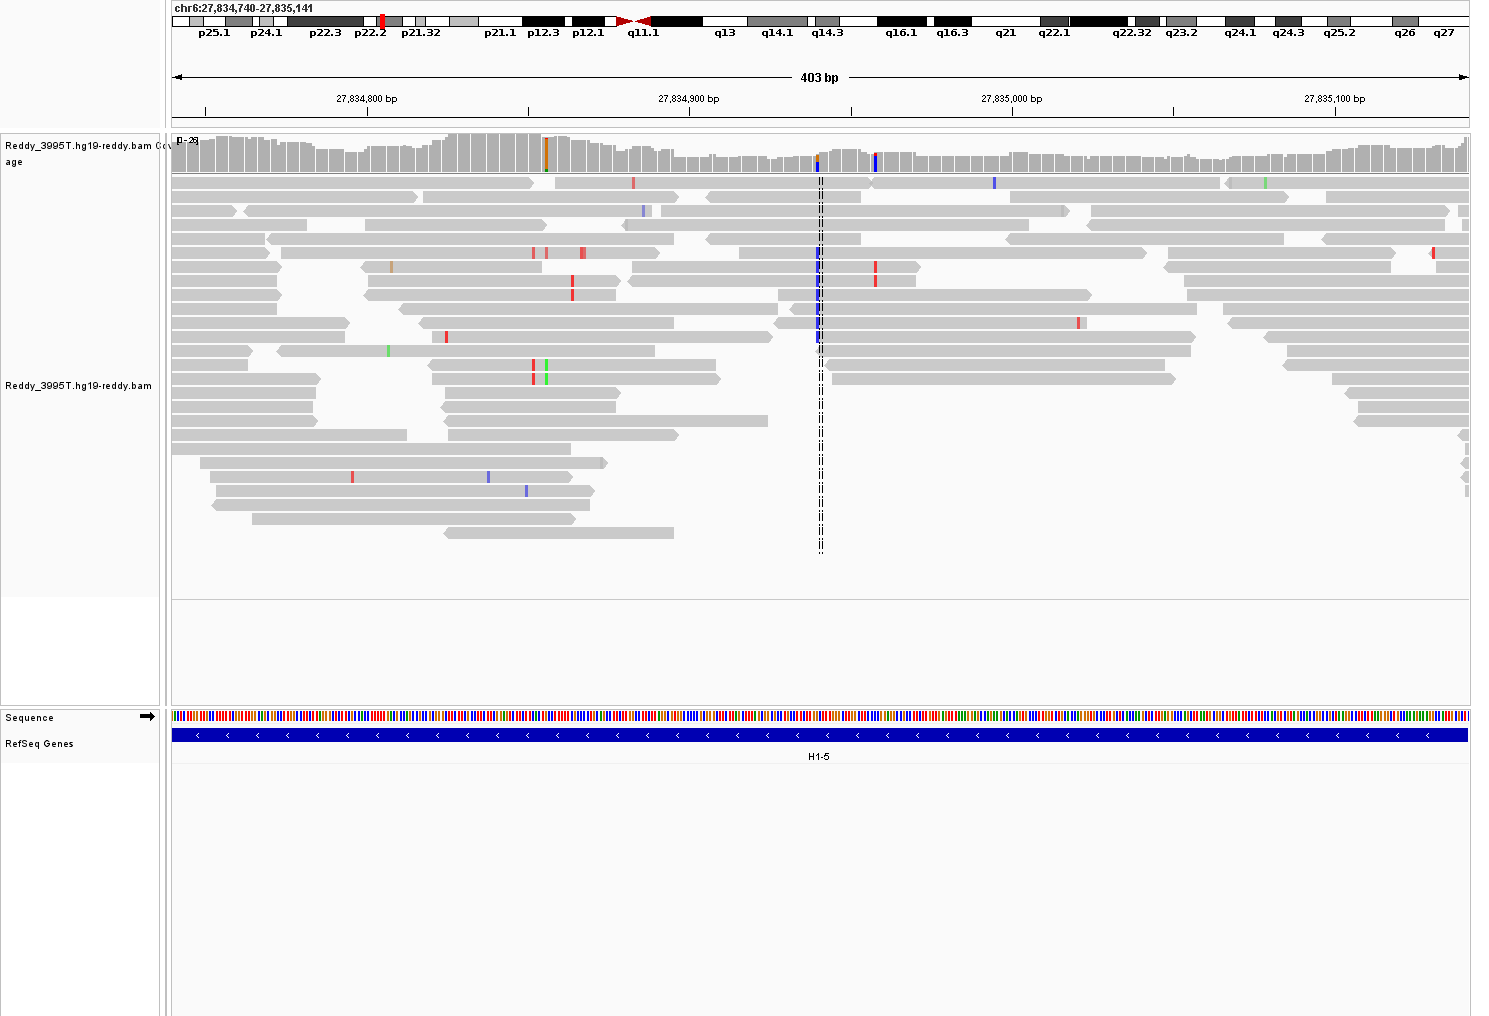 chr6:27,834,740-27,835,141
p25.1 p24.1 p22.3 p22.2 p21.32 p21.1 p12.3 p12.1 q11.1 q13 q14.1 q14.3 q16.1 q16.3 q21 q22.1 q22.32 q23.2 q24.1 q24.3 q25.2 q26 q27
403 bp
27,834,800 bp 27,834,900 bp 27,835,000 bp 27,835,100 bp
Reddy_3995T.hg19-reddy.bam Cov
age
Reddy_3995T.hg19-reddy.bam
Sequence
RefSeq Genes
H1-5